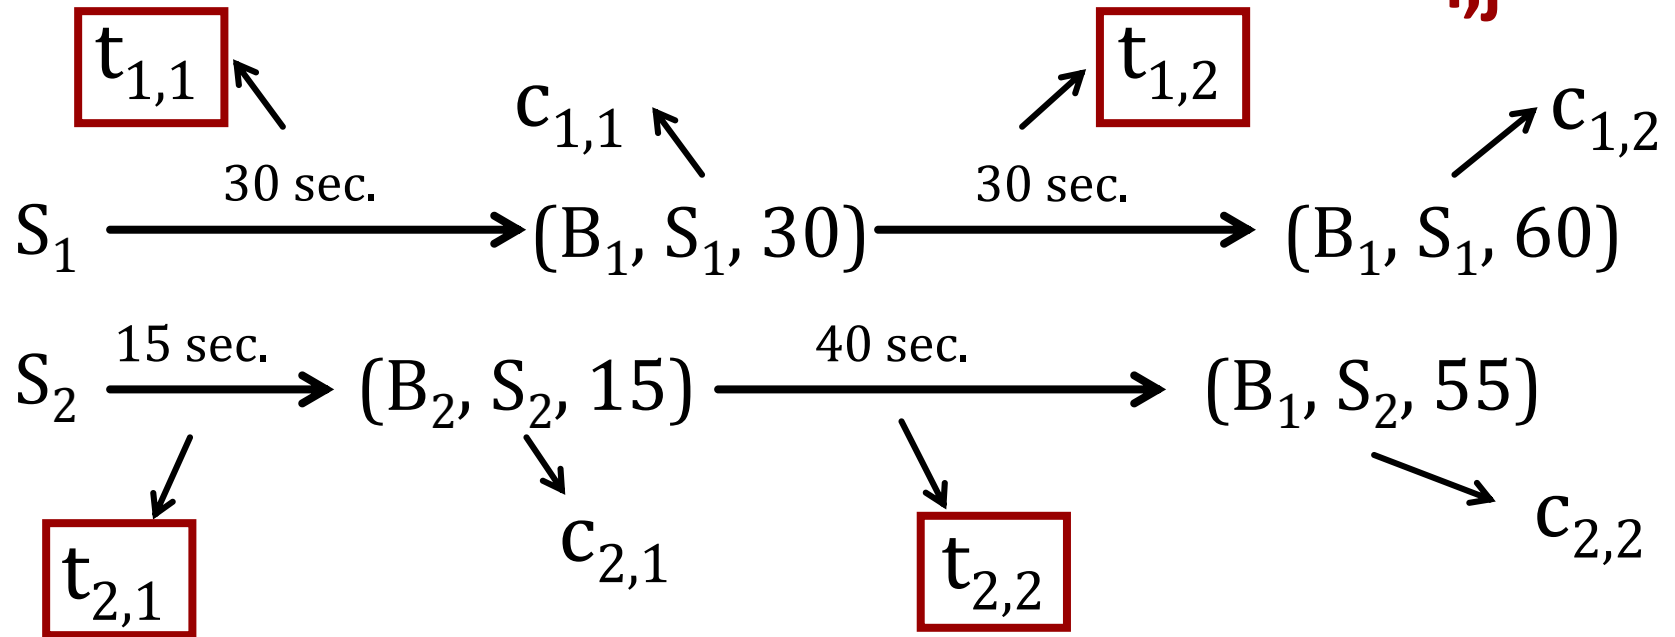 t₁,₁ t₁,₂
c₁,₁ c₁,₂
30 sec. 30 sec.
S₁ (B₁, S₁, 30) (B₁, S₁, 60)
15 sec. 40 sec.
S₂ (B₂, S₂, 15) (B₁, S₂, 55)
c₂,₁ c₂,₂
t₂,₁ t₂,₂